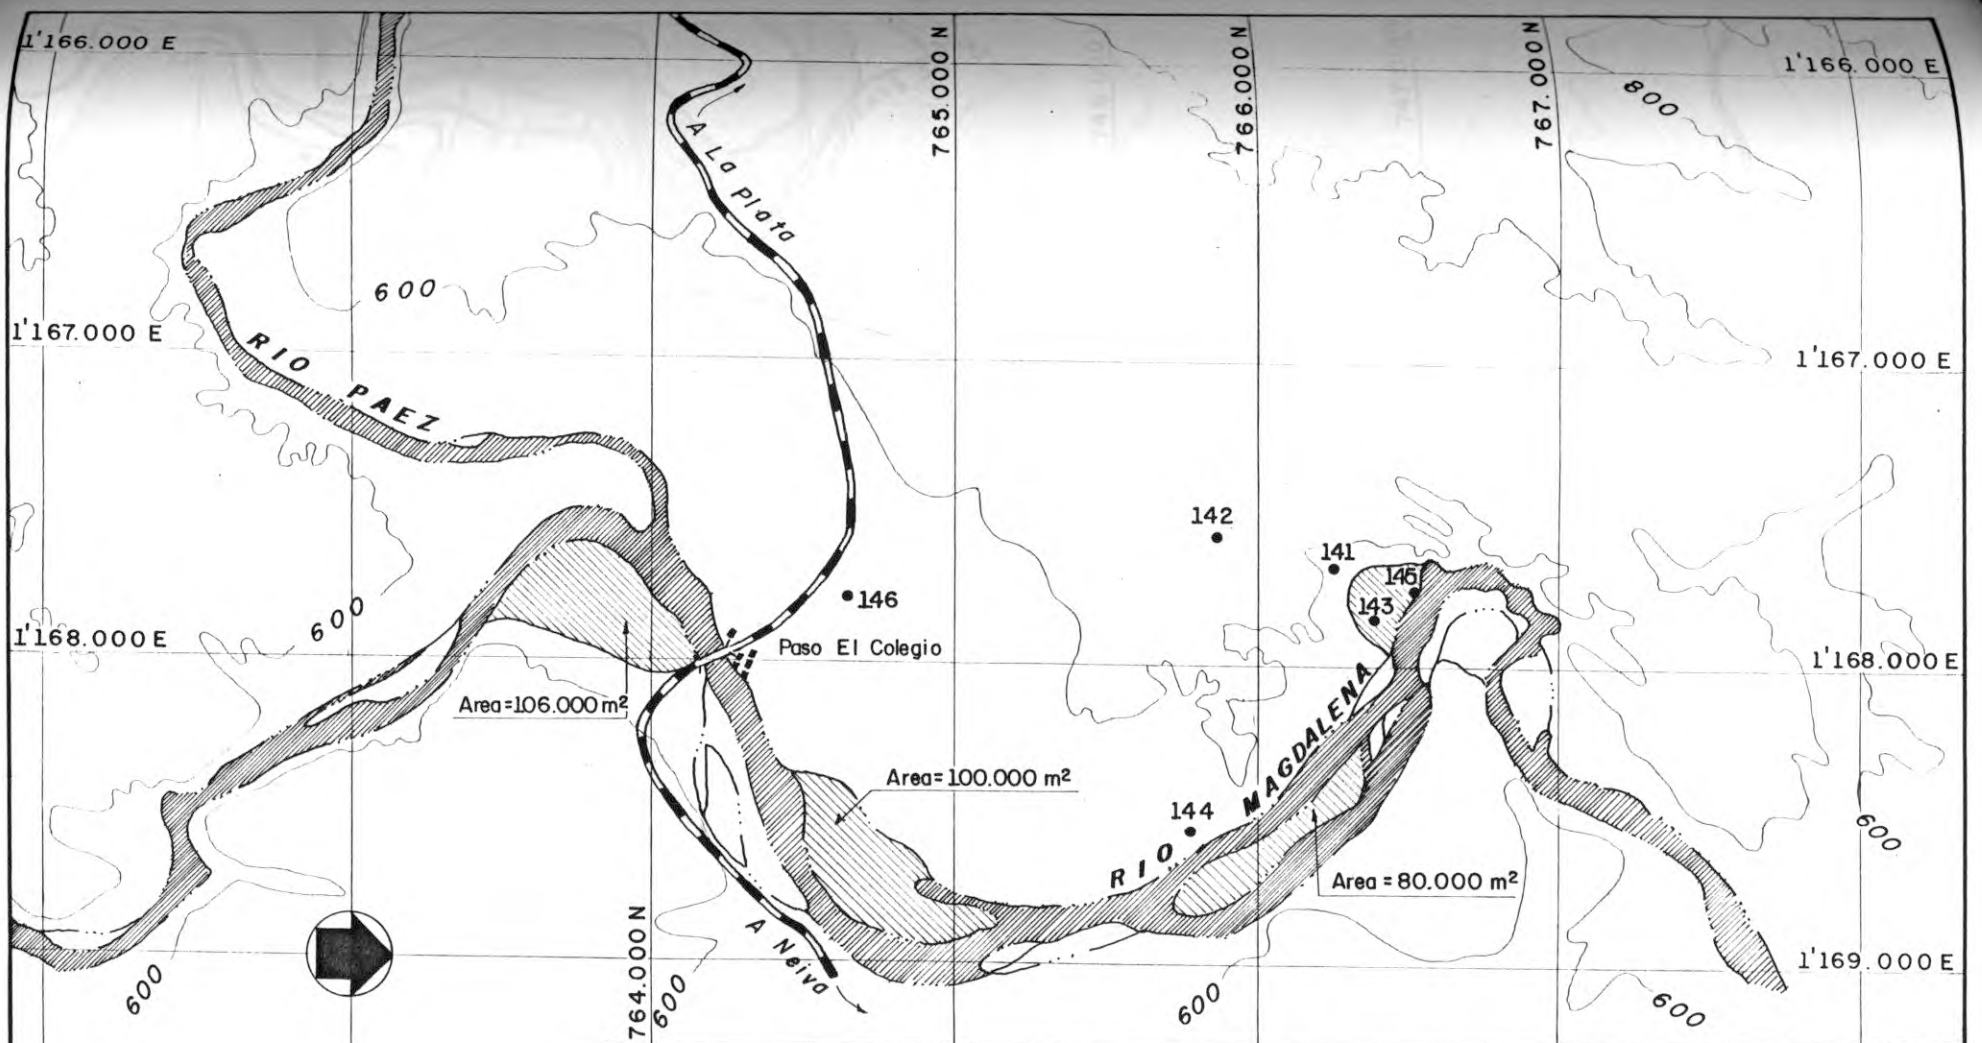 1'166.000 E
765.000 N
766.000 N
767.000 N
1'166.000 E
800
A La Plata
600
1'167.000 E
1'167.000 E
RIO PAEZ
142
141
145
143
146
600
1'168.000 E
Paso El Colegio
1'168.000 E
Area=106.000 m²
Area=100.000 m²
RIO MAGDALENA
144
600
Area=80.000 m²
A Neiva
764.000 N
600
600
600
600
1'169.000 E